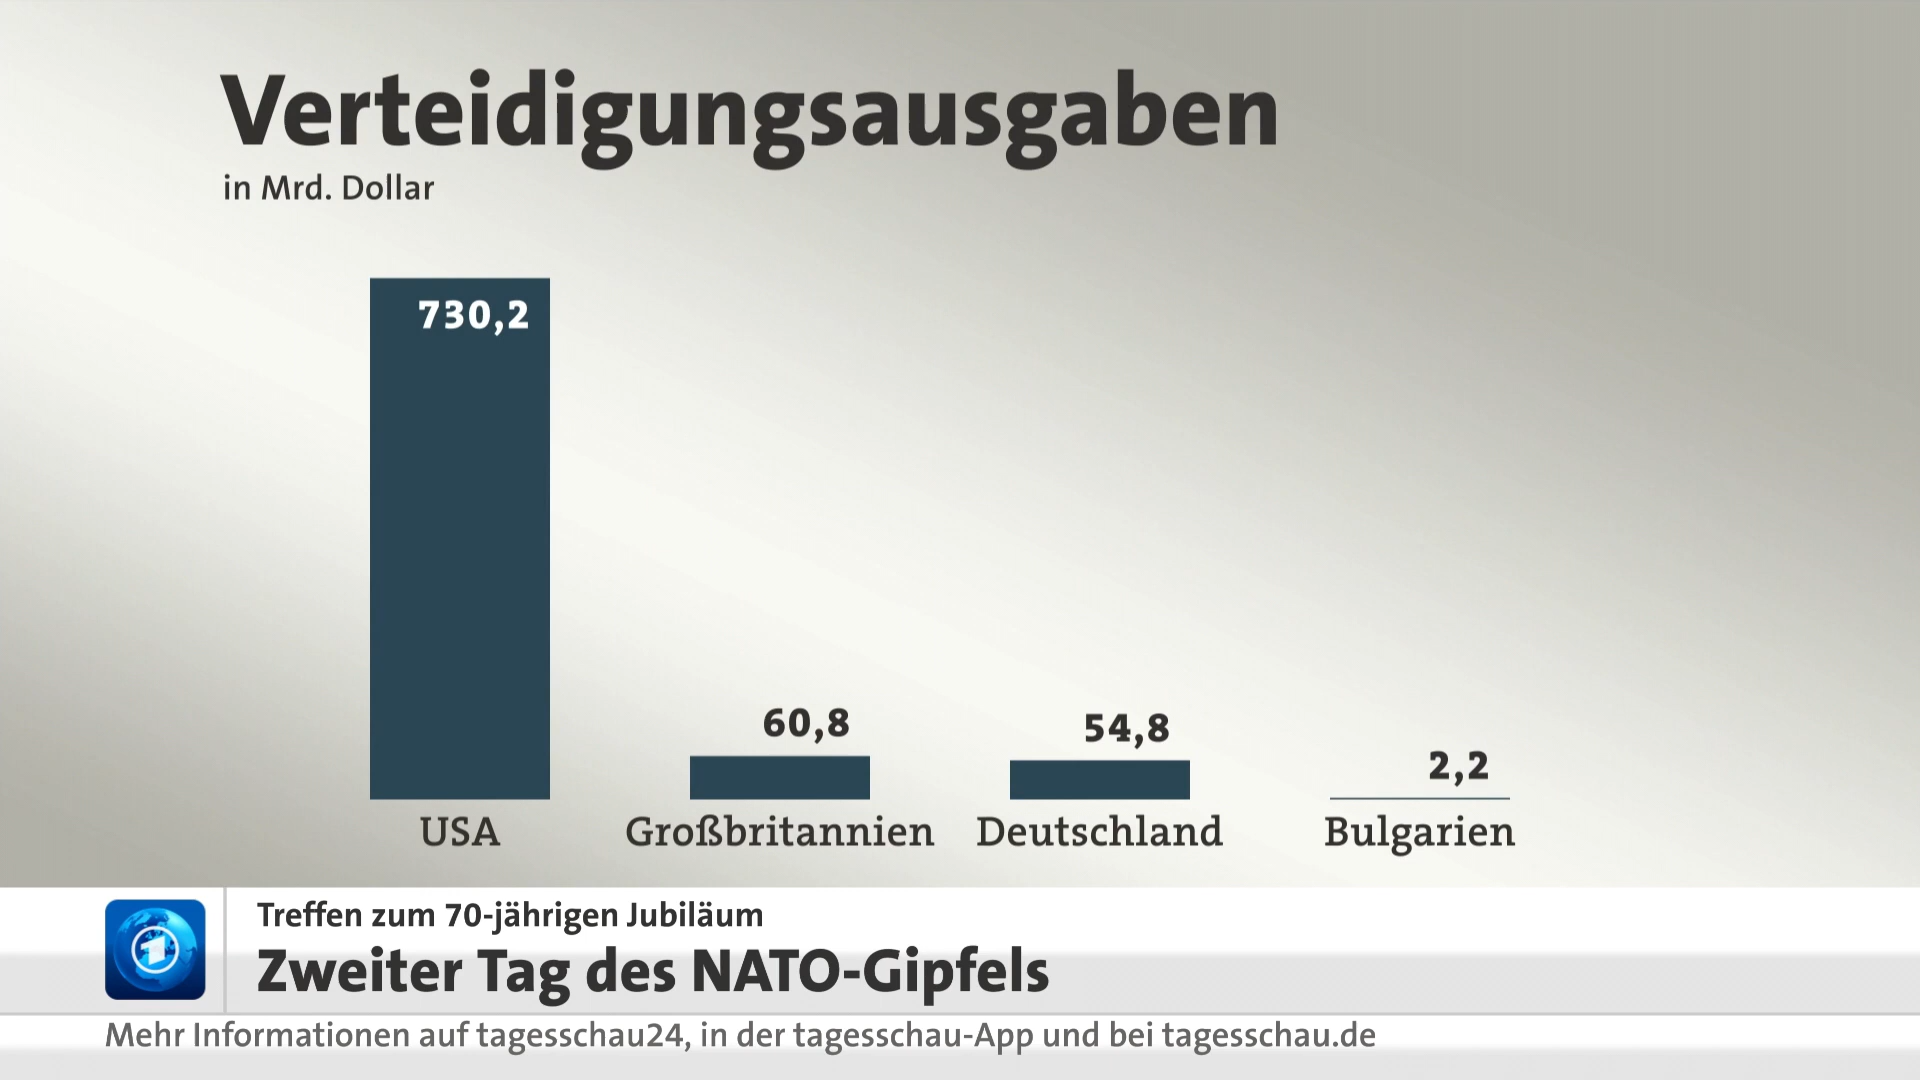 Verteidigungsausgaben
in Mrd. Dollar
730,2
60,8
54,8
2,2
USA
Großbritannien
Deutschland
Bulgarien
Treffen zum 70-jährigen Jubiläum
Zweiter Tag des NATO-Gipfels
Mehr Informationen auf tagesschau24, in der tagesschau-App und bei tagesschau.de